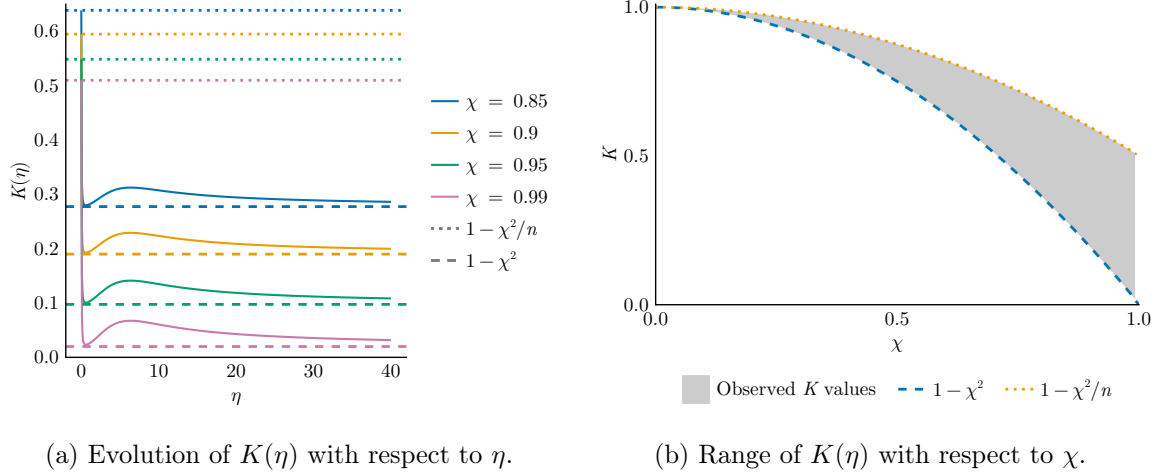 0.6
0.5
0.4
0.3
0.2
0.1
0.0
K(η)
0
10
20
30
40
η
χ = 0.85
χ = 0.9
χ = 0.95
χ = 0.99
1 − χ²/n
1 − χ²
(a) Evolution of K(η) with respect to η.
1.0
0.5
0.0
K
0.0
0.5
1.0
χ
Observed K values
1 − χ²
1 − χ²/n
(b) Range of K(η) with respect to χ.